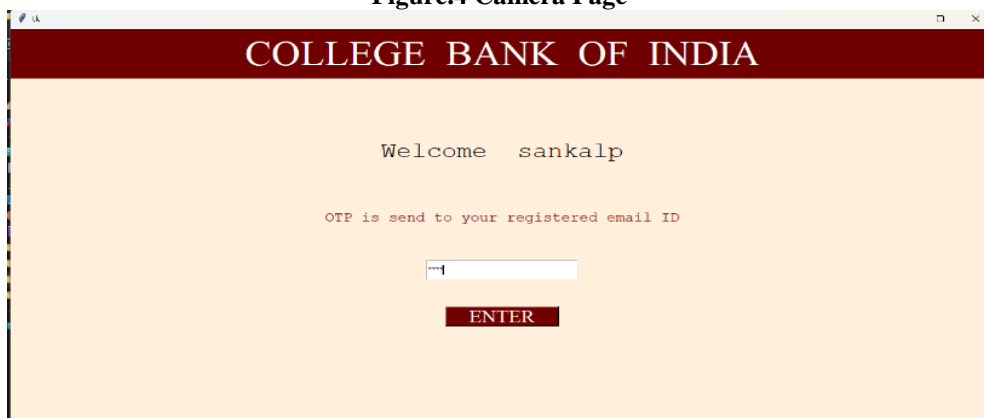 Figure.4 Camera Page
tk
COLLEGE BANK OF INDIA
Welcome sankalp
OTP is send to your registered email ID
****
ENTER